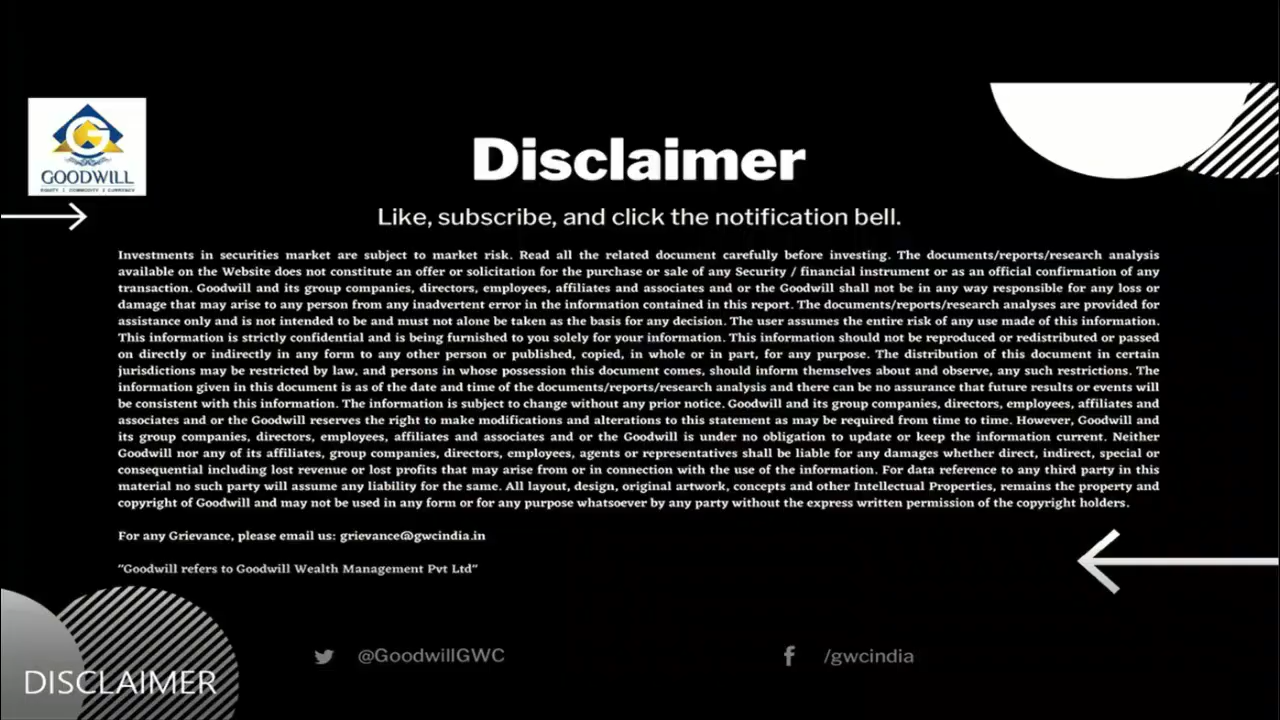 GOODWILL
EQUITY | COMMODITY | CURRENCY
Disclaimer
Like, subscribe, and click the notification bell.
Investments in securities market are subject to market risk. Read all the related document carefully before investing. The documents/reports/research analysis
available on the Website does not constitute an offer or solicitation for the purchase or sale of any Security / financial instrument or as an official confirmation of any
transaction. Goodwill and its group companies, directors, employees, affiliates and associates and or the Goodwill shall not be in any way responsible for any loss or
damage that may arise to any person from any inadvertent error in the information contained in this report. The documents/reports/research analyses are provided for
assistance only and is not intended to be and must not alone be taken as the basis for any decision. The user assumes the entire risk of any use made of this information.
This information is strictly confidential and is being furnished to you solely for your information. This information should not be reproduced or redistributed or passed
on directly or indirectly in any form to any other person or published, copied, in whole or in part, for any purpose. The distribution of this document in certain
jurisdictions may be restricted by law, and persons in whose possession this document comes, should inform themselves about and observe, any such restrictions. The
information given in this document is as of the date and time of the documents/reports/research analysis and there can be no assurance that future results or events will
be consistent with this information. The information is subject to change without any prior notice. Goodwill and its group companies, directors, employees, affiliates and
associates and or the Goodwill reserves the right to make modifications and alterations to this statement as may be required from time to time. However, Goodwill and
its group companies, directors, employees, affiliates and associates and or the Goodwill is under no obligation to update or keep the information current. Neither
Goodwill nor any of its affiliates, group companies, directors, employees, agents or representatives shall be liable for any damages whether direct, indirect, special or
consequential including lost revenue or lost profits that may arise from or in connection with the use of the information. For data reference to any third party in this
material no such party will assume any liability for the same. All layout, design, original artwork, concepts and other Intellectual Properties, remains the property and
copyright of Goodwill and may not be used in any form or for any purpose whatsoever by any party without the express written permission of the copyright holders.
For any Grievance, please email us: grievance@gwcindia.in
"Goodwill refers to Goodwill Wealth Management Pvt Ltd"
@GoodwillGWC
/gwcindia
DISCLAIMER